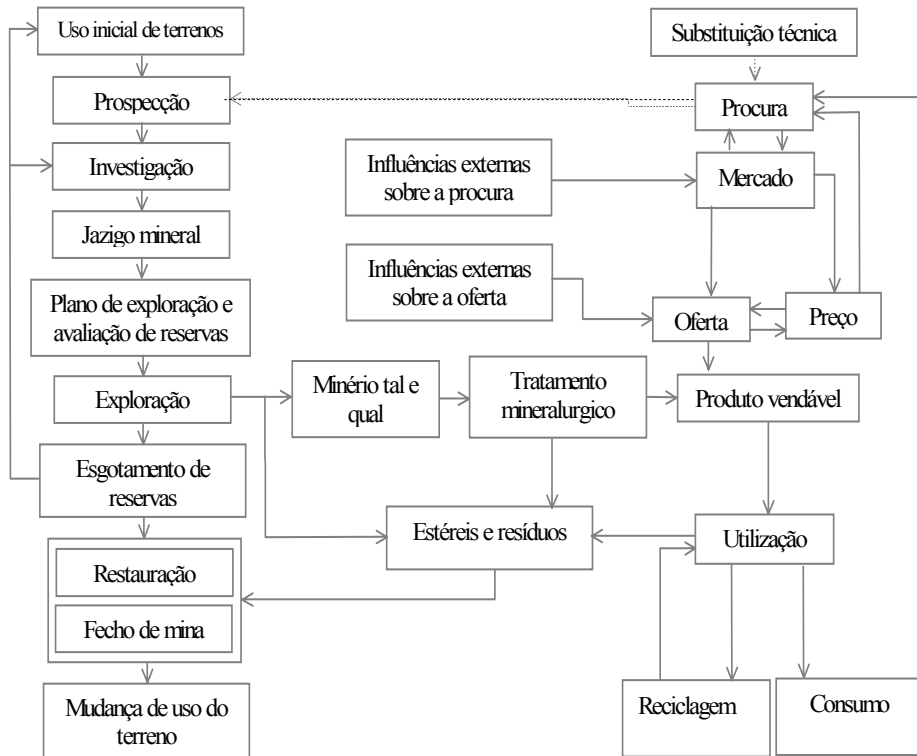 Uso inicial de terrenos
Substituição técnica
Prospecção
Procura
Investigação
Influências externas
sobre a procura
Mercado
Jazigo mineral
Influências externas
sobre a oferta
Plano de exploração e
avaliação de reservas
Oferta
Preço
Exploração
Minério tal e
qual
Tratamento
mineralurgico
Produto vendável
Esgotamento de
reservas
Estéreis e resíduos
Utilização
Restauração
Fecho de mina
Mudança de uso do
terreno
Reciclagem
Consumo